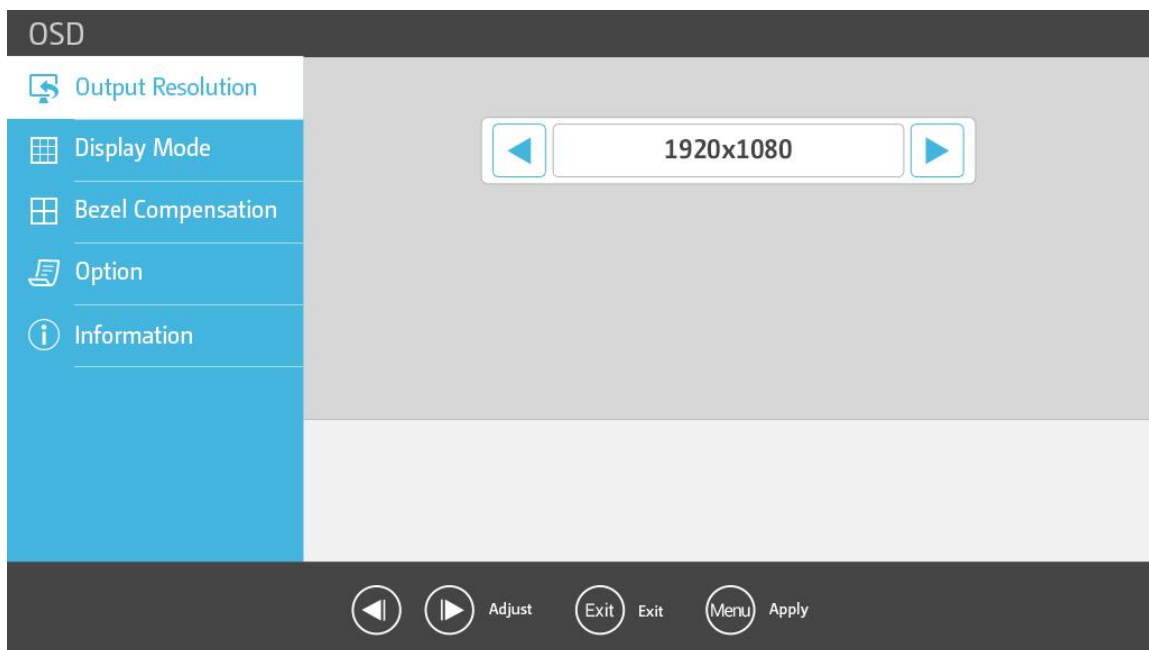 OSD
Output Resolution
Display Mode
Bezel Compensation
Option
Information
1920x1080
Adjust Exit Exit Menu Apply